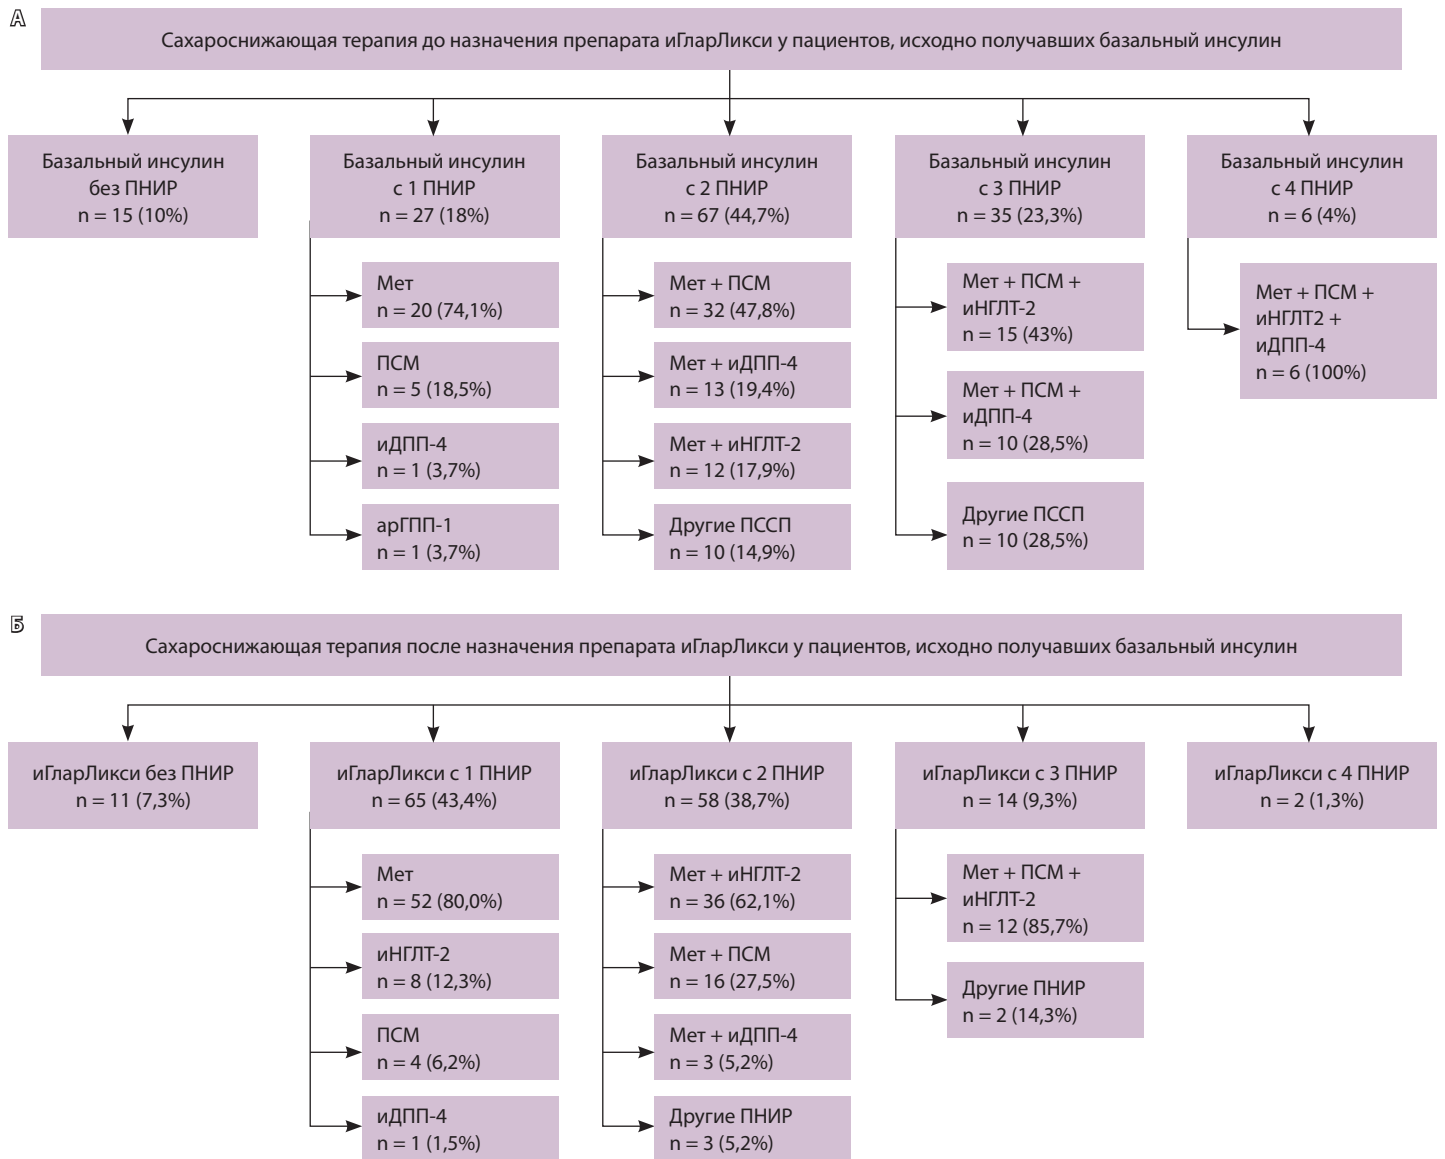 А
Сахароснижающая терапия до назначения препарата иГларЛикси у пациентов, исходно получавших базальный инсулин
Базальный инсулин
без ПНИР
n = 15 (10%)
Базальный инсулин
с 1 ПНИР
n = 27 (18%)
Мет
n = 20 (74,1%)
ПСМ
n = 5 (18,5%)
иДПП-4
n = 1 (3,7%)
арГПП-1
n = 1 (3,7%)
Базальный инсулин
с 2 ПНИР
n = 67 (44,7%)
Мет + ПСМ
n = 32 (47,8%)
Мет + иДПП-4
n = 13 (19,4%)
Мет + иНГЛТ-2
n = 12 (17,9%)
Другие ПССП
n = 10 (14,9%)
Базальный инсулин
с 3 ПНИР
n = 35 (23,3%)
Мет + ПСМ +
иНГЛТ-2
n = 15 (43%)
Мет + ПСМ +
иДПП-4
n = 10 (28,5%)
Другие ПССП
n = 10 (28,5%)
Базальный инсулин
с 4 ПНИР
n = 6 (4%)
Мет + ПСМ +
иНГЛТ2 +
иДПП-4
n = 6 (100%)
Б
Сахароснижающая терапия после назначения препарата иГларЛикси у пациентов, исходно получавших базальный инсулин
иГларЛикси без ПНИР
n = 11 (7,3%)
иГларЛикси с 1 ПНИР
n = 65 (43,4%)
Мет
n = 52 (80,0%)
иНГЛТ-2
n = 8 (12,3%)
ПСМ
n = 4 (6,2%)
иДПП-4
n = 1 (1,5%)
иГларЛикси с 2 ПНИР
n = 58 (38,7%)
Мет + иНГЛТ-2
n = 36 (62,1%)
Мет + ПСМ
n = 16 (27,5%)
Мет + иДПП-4
n = 3 (5,2%)
Другие ПНИР
n = 3 (5,2%)
иГларЛикси с 3 ПНИР
n = 14 (9,3%)
Мет + ПСМ +
иНГЛТ-2
n = 12 (85,7%)
Другие ПНИР
n = 2 (14,3%)
иГларЛикси с 4 ПНИР
n = 2 (1,3%)